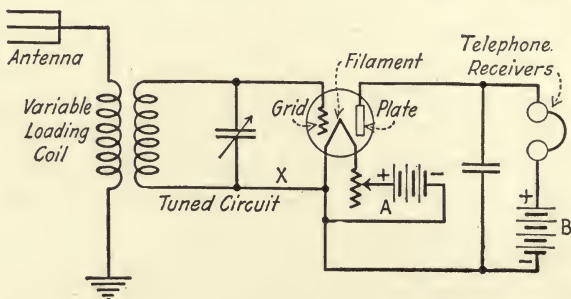 Antenna
Variable
Loading
Coil
Tuned Circuit
X
Grid
Filament
Plate
+ A -
Telephone
Receivers
+
B
-